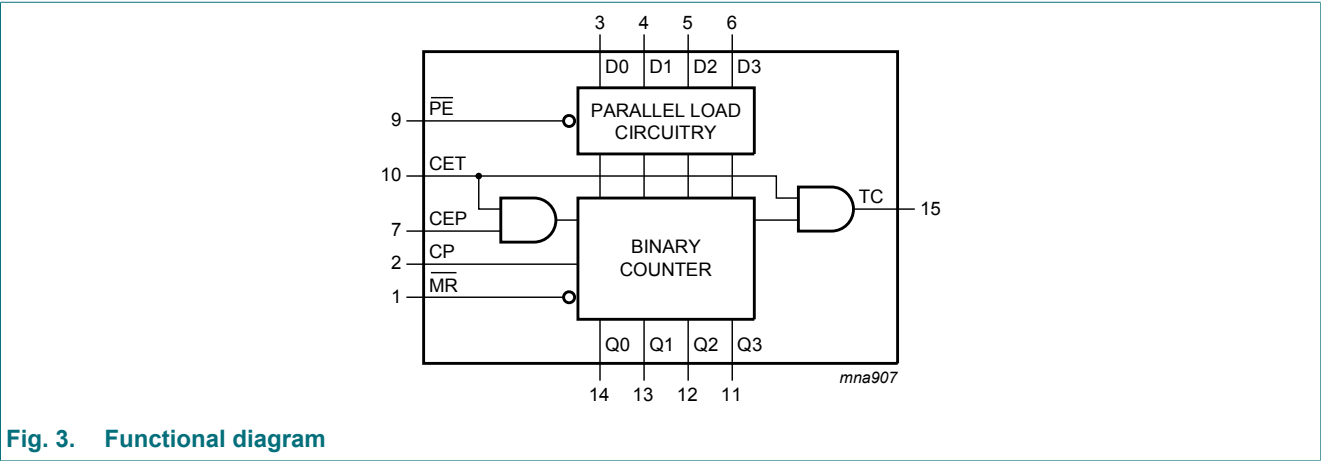 3 4 5 6
D0 D1 D2 D3
9 PE
PARALLEL LOAD
CIRCUITRY
10 CET
TC 15
7 CEP
BINARY
COUNTER
2 CP
1 MR
Q0 Q1 Q2 Q3
mna907
14 13 12 11
Fig. 3. Functional diagram